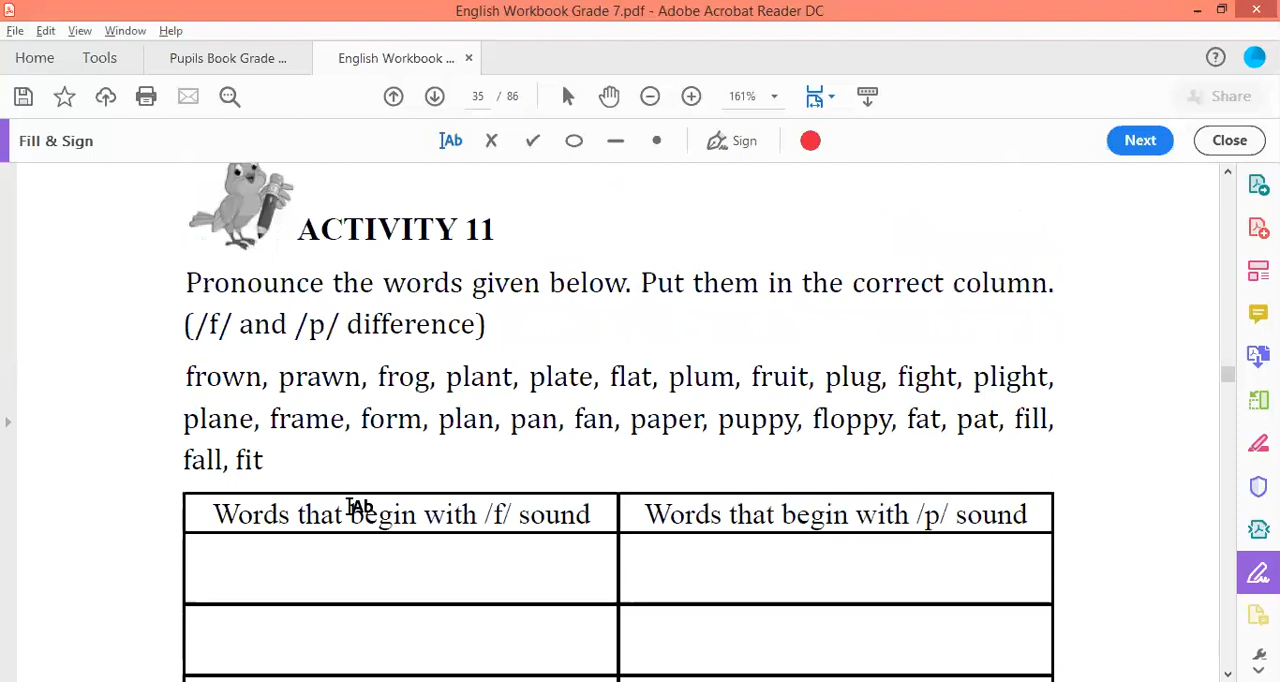 English Workbook Grade 7.pdf - Adobe Acrobat Reader DC
File Edit View Window Help
Home Tools Pupils Book Grade ... English Workbook ... ×
35 / 86 161% Share
Fill & Sign Ab Sign Next Close
ACTIVITY 11
Pronounce the words given below. Put them in the correct column.
(/f/ and /p/ difference)
frown, prawn, frog, plant, plate, flat, plum, fruit, plug, fight, plight,
plane, frame, form, plan, pan, fan, paper, puppy, floppy, fat, pat, fill,
fall, fit
Ab
Words that begin with /f/ sound Words that begin with /p/ sound